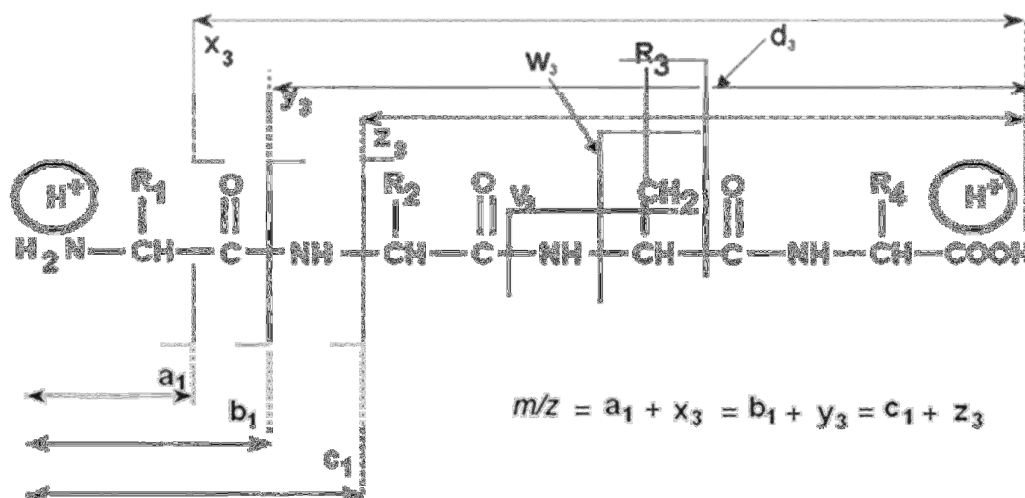 x₃
R₃
d₃
W₃
y₃
z₃
H⁺ R₁ O R₂ O V₃ CH₂ O R₄ H⁺
H₂N CH C NH CH C NH CH C NH CH COOH
a₁
b₁
c₁
m/z = a₁ + x₃ = b₁ + y₃ = c₁ + z₃